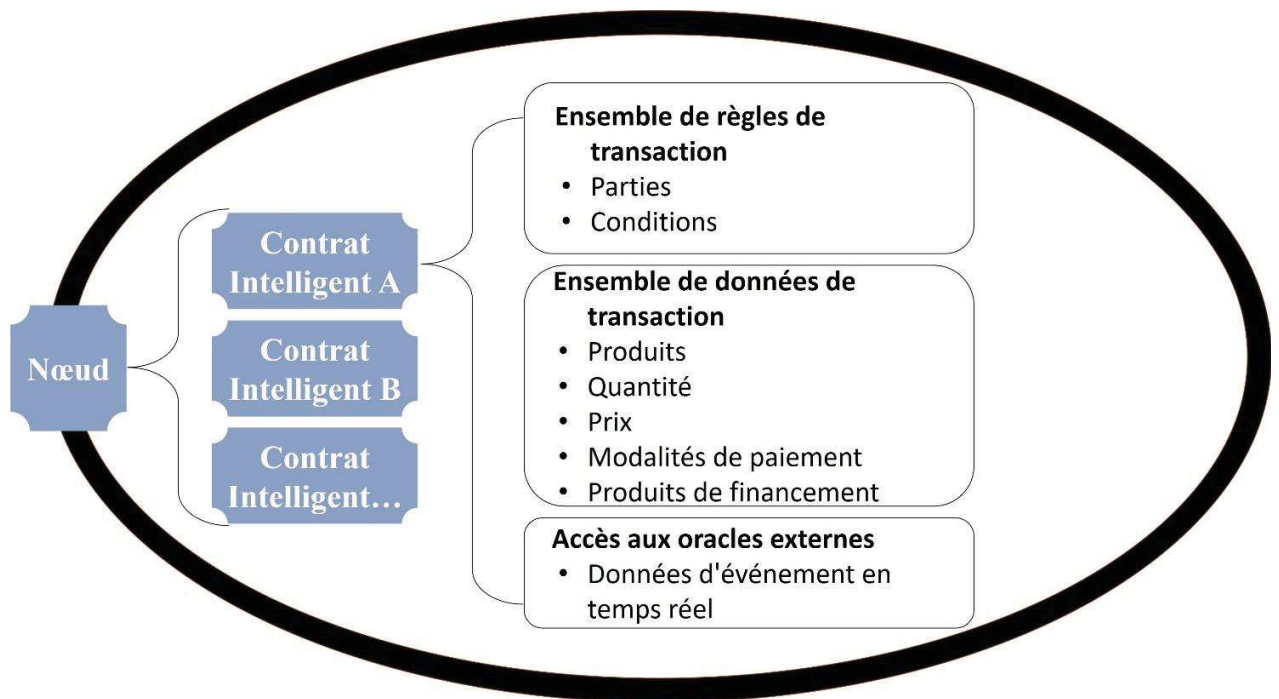 Nœud
Contrat
Intelligent A
Contrat
Intelligent B
Contrat
Intelligent…
Ensemble de règles de
transaction
• Parties
• Conditions
Ensemble de données de
transaction
• Produits
• Quantité
• Prix
• Modalités de paiement
• Produits de financement
Accès aux oracles externes
• Données d'événement en
temps réel